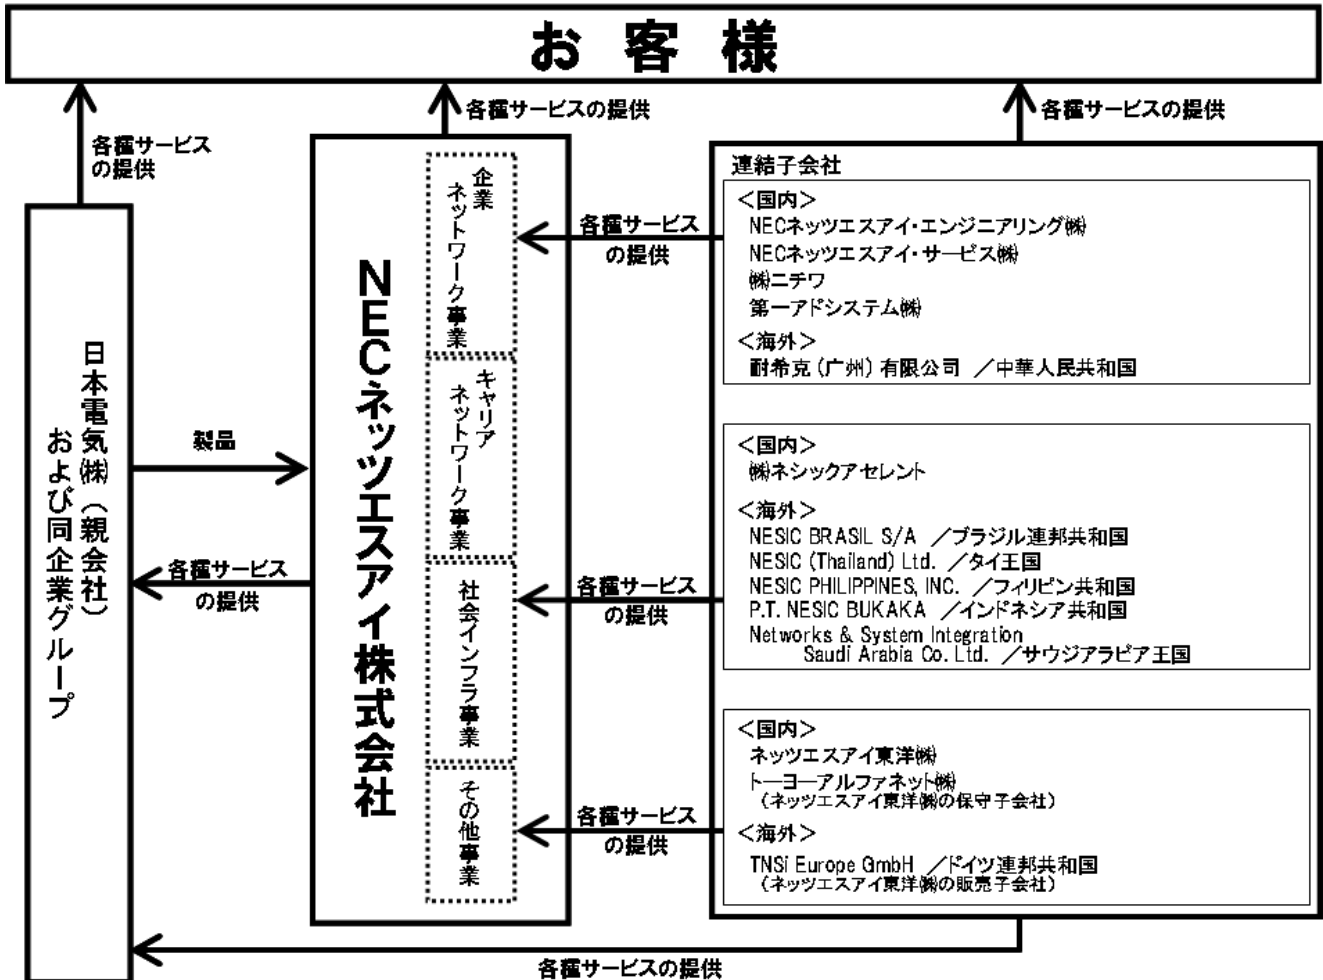 お客様
各種サービス
の提供
各種サービスの提供
各種サービスの提供
日本電気㈱（親会社）
および同企業グループ
製品
各種サービス
の提供
NECネッツエスアイ株式会社
企業
ネットワーク事業
キャリア
ネットワーク事業
社会インフラ事業
その他事業
各種サービス
の提供
各種サービス
の提供
各種サービス
の提供
連結子会社
＜国内＞
NECネッツエスアイ・エンジニアリング㈱
NECネッツエスアイ・サービス㈱
㈱ニチワ
第一アドシステム㈱
＜海外＞
耐希克（广州）有限公司 ／中華人民共和国
＜国内＞
㈱ネシックアセレント
＜海外＞
NESIC BRASIL S/A ／ブラジル連邦共和国
NESIC (Thailand) Ltd. ／タイ王国
NESIC PHILIPPINES, INC. ／フィリピン共和国
P.T. NESIC BUKAKA ／インドネシア共和国
Networks & System Integration
Saudi Arabia Co. Ltd. ／サウジアラビア王国
＜国内＞
ネッツエスアイ東洋㈱
トーヨーアルファネット㈱
（ネッツエスアイ東洋㈱の保守子会社）
＜海外＞
TNSi Europe GmbH ／ドイツ連邦共和国
（ネッツエスアイ東洋㈱の販売子会社）
各種サービスの提供